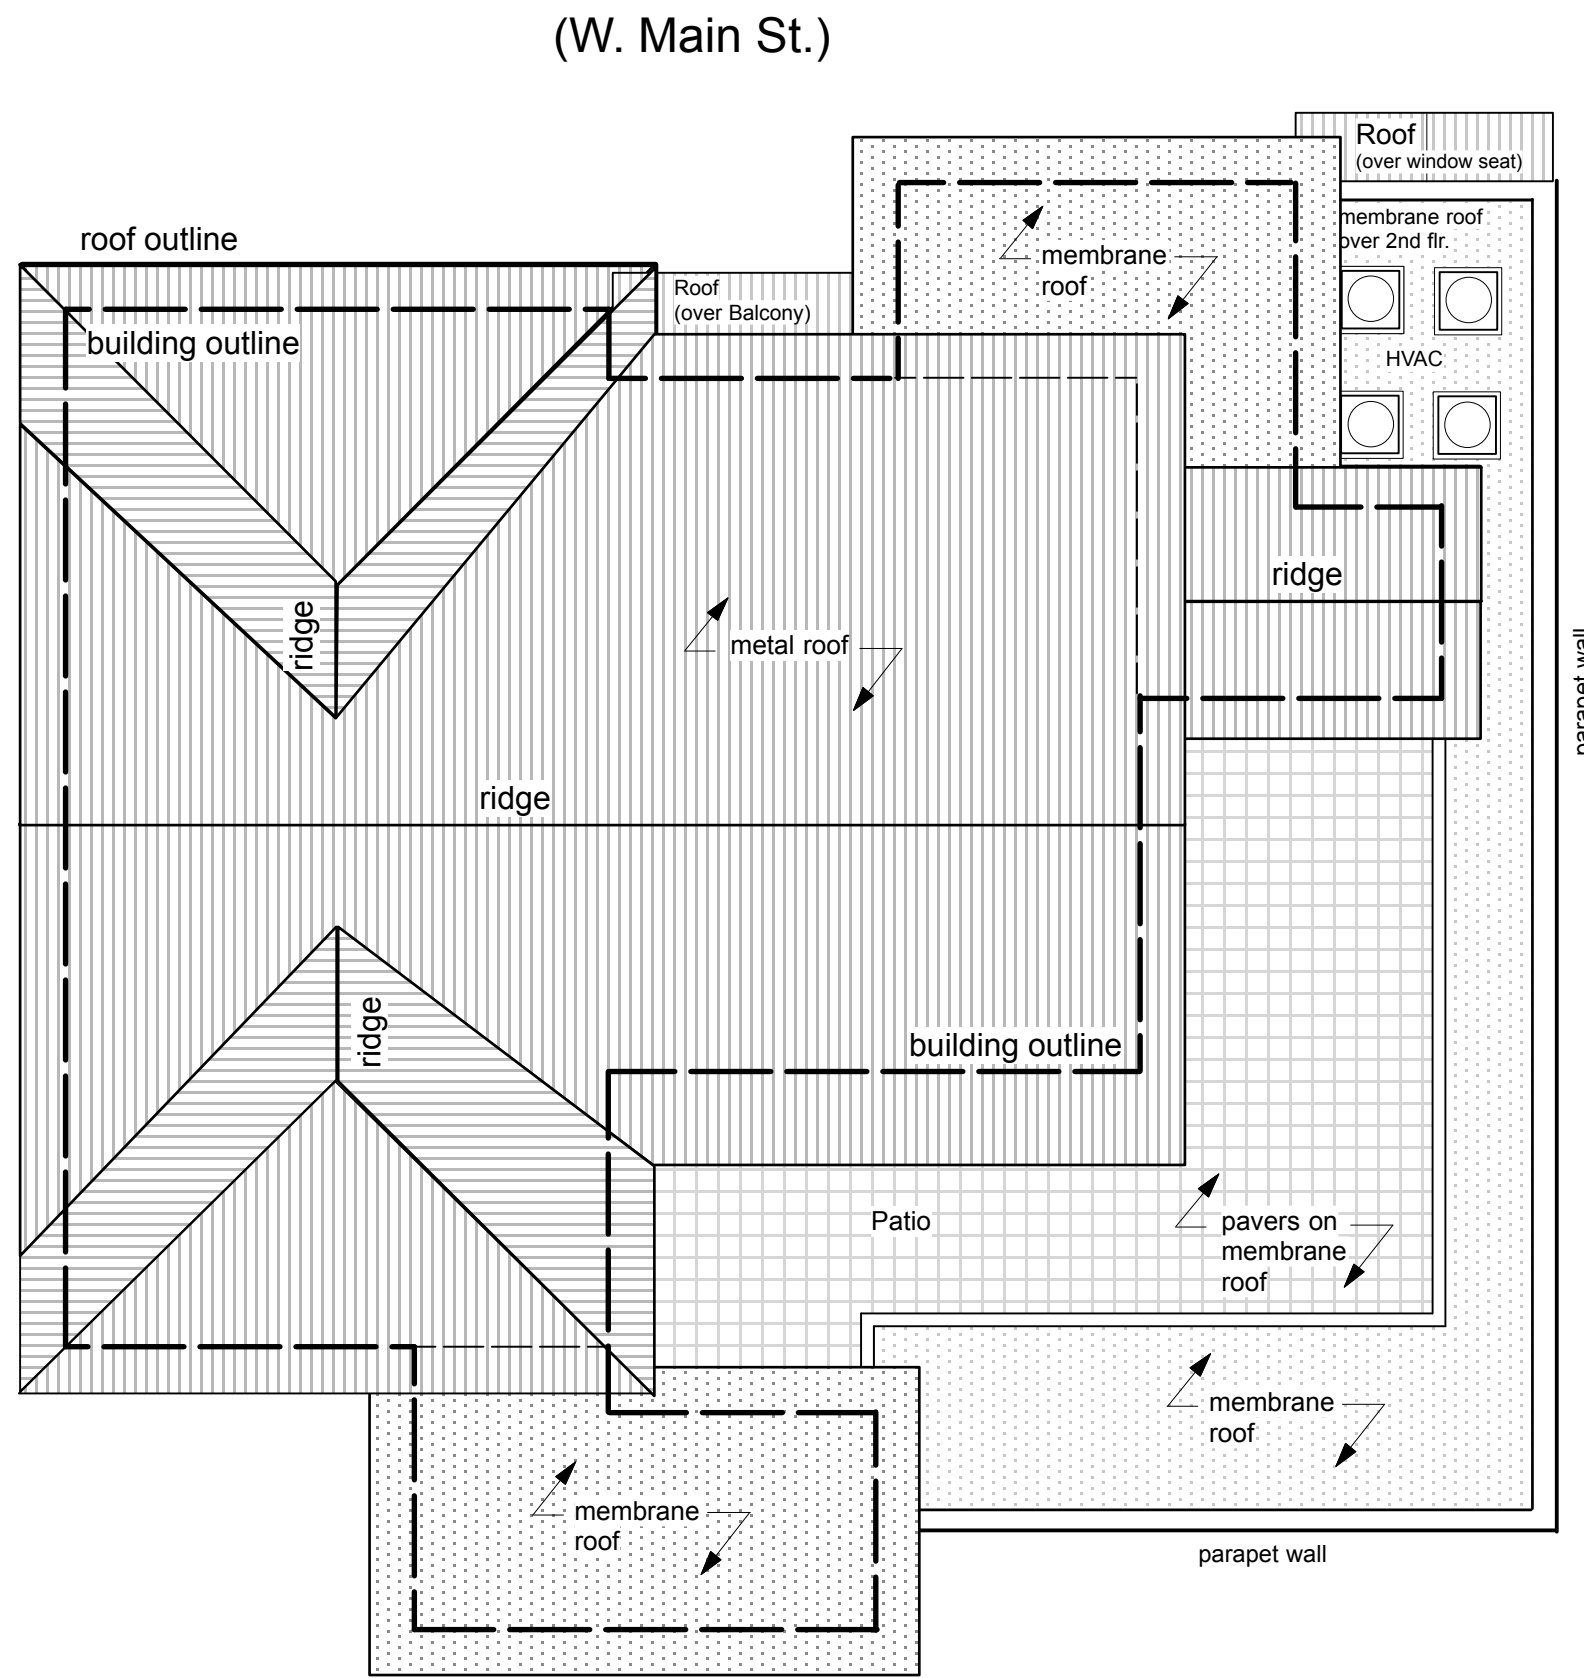 (W. Main St.)
Roof
(over window seat)
membrane roof
over 2nd flr.
roof outline
membrane
roof
Roof
(over Balcony)
building outline
HVAC
ridge
ridge
metal roof
parapet wall
ridge
ridge
building outline
Patio
pavers on
membrane
roof
membrane
roof
membrane
roof
parapet wall